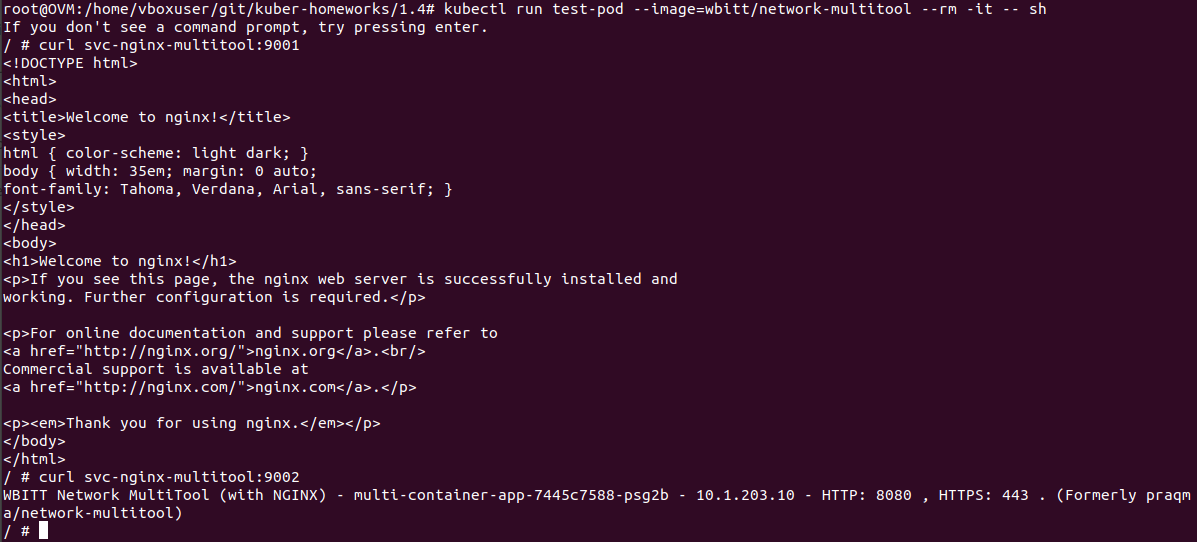 root@OVM:/home/vboxuser/git/kuber-homeworks/1.4# kubectl run test-pod --image=wbitt/network-multitool --rm -it -- sh
If you don't see a command prompt, try pressing enter.
/ # curl svc-nginx-multitool:9001
<!DOCTYPE html>
<html>
<head>
<title>Welcome to nginx!</title>
<style>
html { color-scheme: light dark; }
body { width: 35em; margin: 0 auto;
font-family: Tahoma, Verdana, Arial, sans-serif; }
</style>
</head>
<body>
<h1>Welcome to nginx!</h1>
<p>If you see this page, the nginx web server is successfully installed and
working. Further configuration is required.</p>

<p>For online documentation and support please refer to
<a href="http://nginx.org/">nginx.org</a>.<br/>
Commercial support is available at
<a href="http://nginx.com/">nginx.com</a>.</p>

<p><em>Thank you for using nginx.</em></p>
</body>
</html>
/ # curl svc-nginx-multitool:9002
WBITT Network MultiTool (with NGINX) - multi-container-app-7445c7588-psg2b - 10.1.203.10 - HTTP: 8080 , HTTPS: 443 . (Formerly praqm
a/network-multitool)
/ #